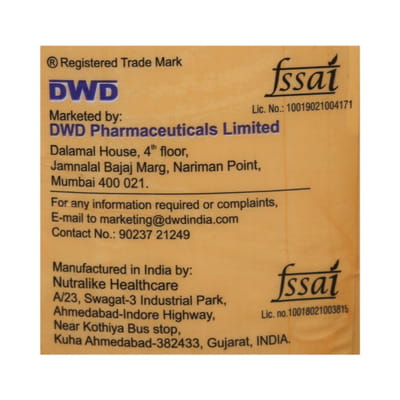 ® Registered Trade Mark
DWD
fssai
Lic. No.: 10019021004171
Marketed by:
DWD Pharmaceuticals Limited
Dalamal House, 4th floor,
Jamnalal Bajaj Marg, Nariman Point,
Mumbai 400 021.
For any information required or complaints,
E-mail to marketing@dwdindia.com
Contact No.: 90237 21249
Manufactured in India by:
Nutralike Healthcare
A/23, Swagat-3 Industrial Park,
Ahmedabad-Indore Highway,
Near Kothiya Bus stop,
Kuha Ahmedabad-382433, Gujarat, INDIA.
fssai
Lic. no.10018021003815